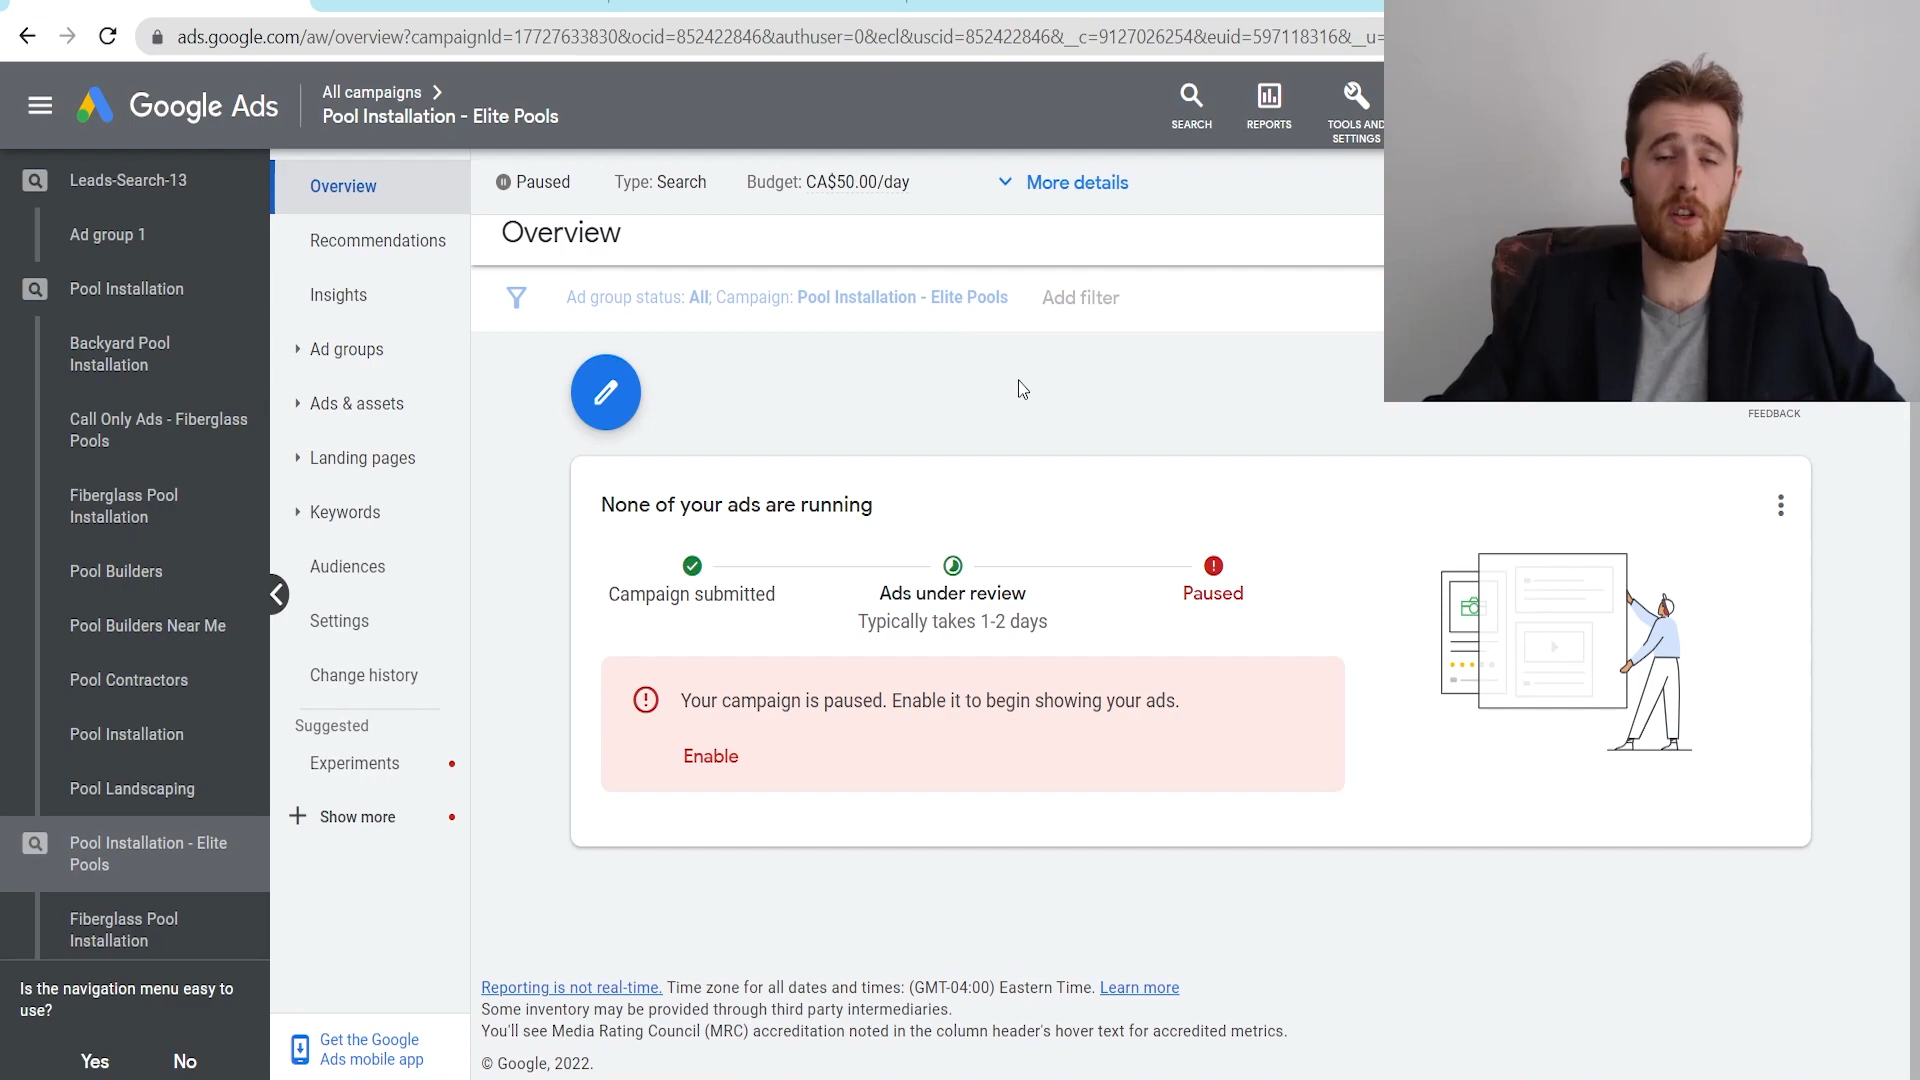 ads.google.com/aw/overview?campaignId=17727633830&ocid=852422846&authuser=0&ecl&uscid=852422846&__c=9127026254&euid=597118316&__u=
Google Ads
All campaigns
Pool Installation - Elite Pools
SEARCH
REPORTS
TOOLS AND
SETTINGS
Leads-Search-13
Ad group 1
Pool Installation
Backyard Pool
Installation
Call Only Ads - Fiberglass
Pools
Fiberglass Pool
Installation
Pool Builders
Pool Builders Near Me
Pool Contractors
Pool Installation
Pool Landscaping
Pool Installation - Elite
Pools
Fiberglass Pool
Installation
Is the navigation menu easy to
use?
Yes No
Overview
Recommendations
Insights
Ad groups
Ads & assets
Landing pages
Keywords
Audiences
Settings
Change history
Suggested
Experiments
Show more
Get the Google
Ads mobile app
Paused Type: Search Budget: CA$50.00/day More details
Overview
Ad group status: All; Campaign: Pool Installation - Elite Pools Add filter
FEEDBACK
None of your ads are running
Campaign submitted Ads under review Paused
Typically takes 1-2 days
Your campaign is paused. Enable it to begin showing your ads.
Enable
Reporting is not real-time. Time zone for all dates and times: (GMT-04:00) Eastern Time. Learn more
Some inventory may be provided through third party intermediaries.
You'll see Media Rating Council (MRC) accreditation noted in the column header's hover text for accredited metrics.
© Google, 2022.